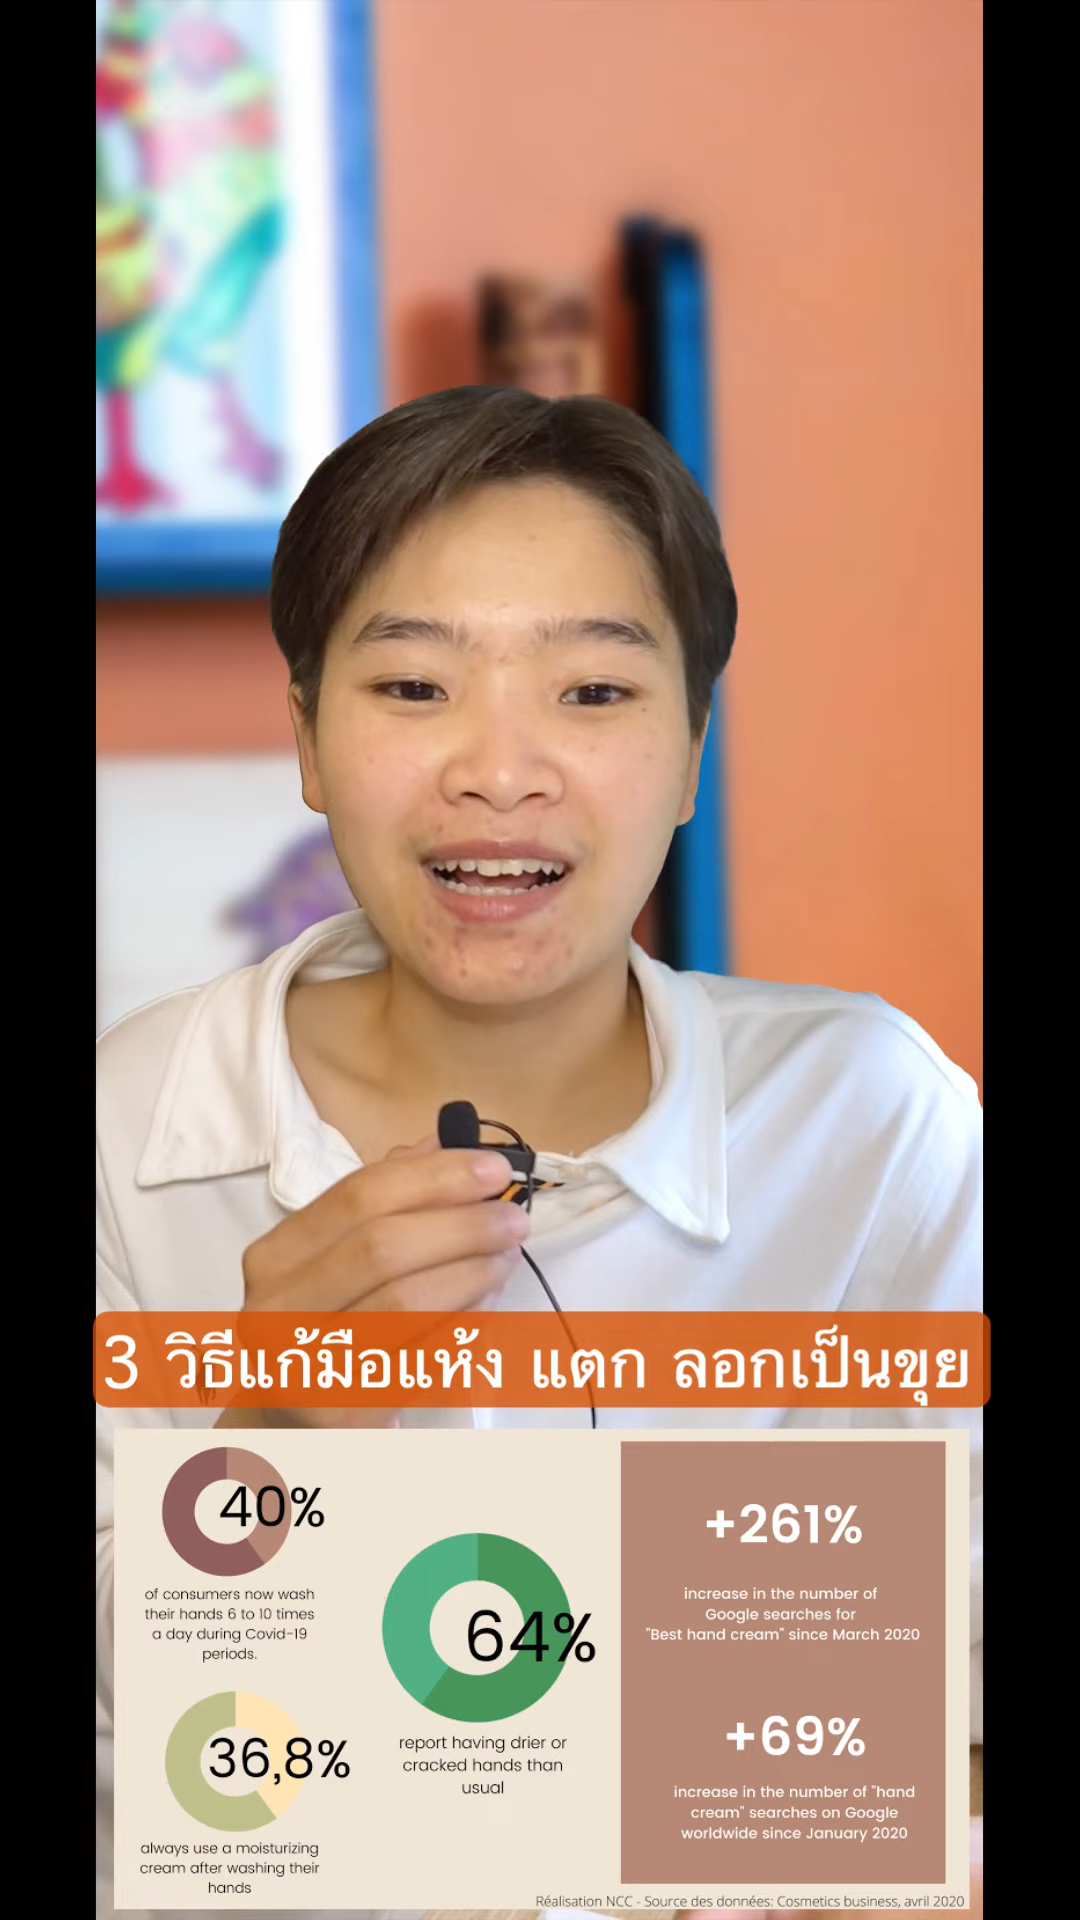 3 วิธีแก้มือแห้ง แตก ลอกเป็นขุย
40%
of consumers now wash
their hands 6 to 10 times
a day during Covid-19
periods.
36,8%
always use a moisturizing
cream after washing their
hands
64%
report having drier or
cracked hands than
usual
+261%
increase in the number of
Google searches for
"Best hand cream" since March 2020
+69%
increase in the number of "hand
cream" searches on Google
worldwide since January 2020
Réalisation NCC - Source des données: Cosmetics business, avril 2020